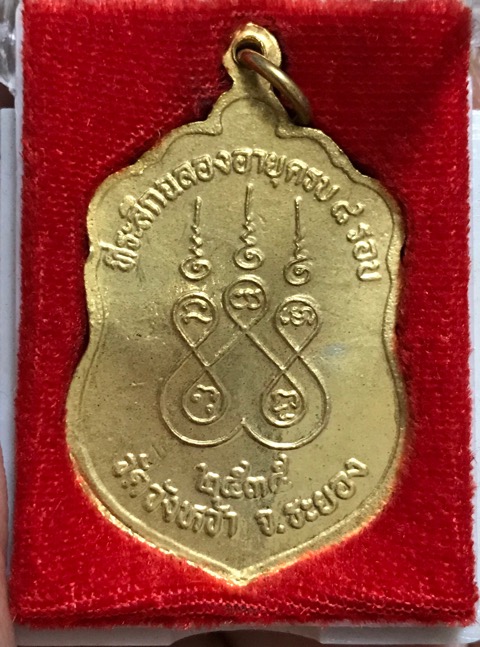 ที่ระลึกฉลองอายุครบ ๕ รอบ
๒๕๓๕
วัดวังหว้า จ.ระยอง